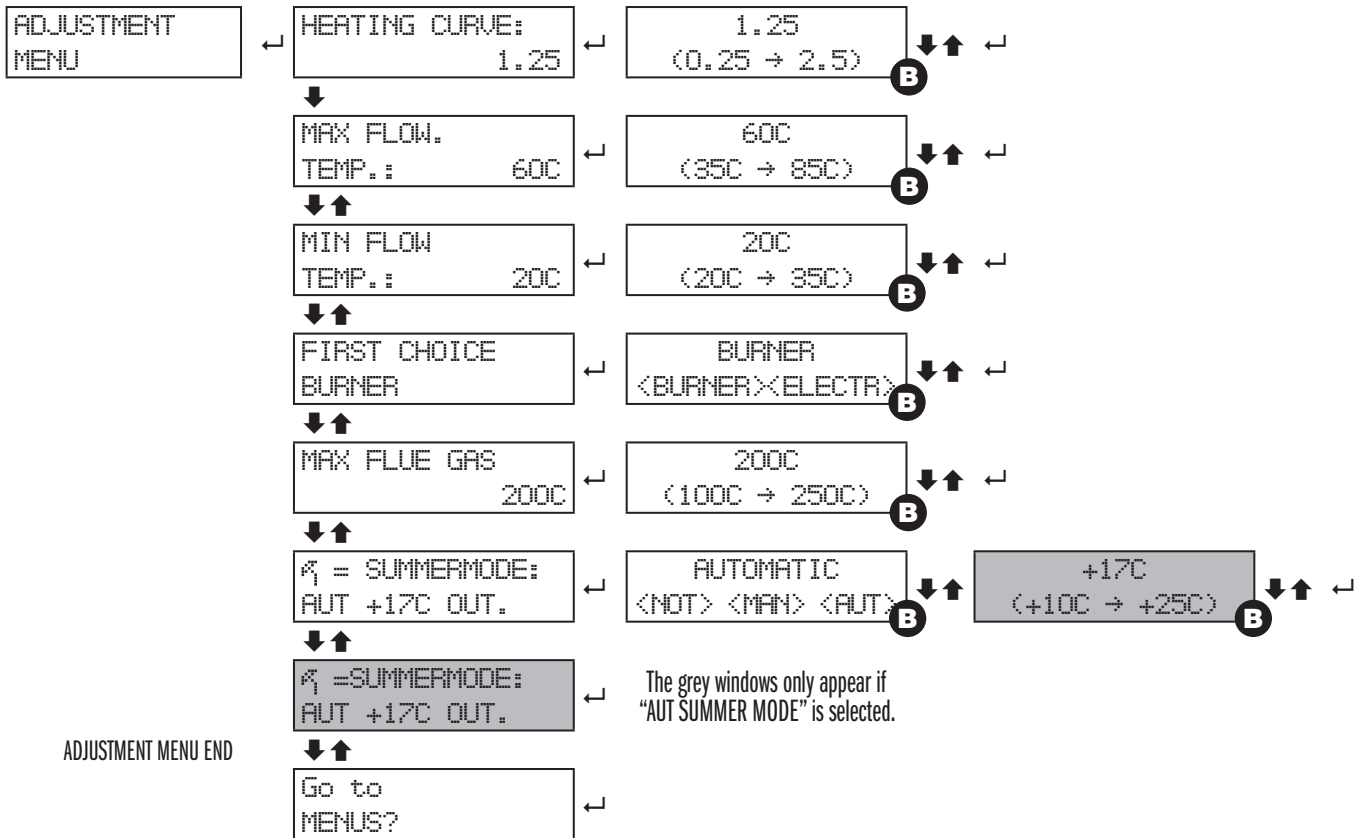 ADJUSTMENT
MENU
HEATING CURVE:
1.25
1.25
(0.25 → 2.5)
B
MAX FLOW.
TEMP.: 60C
60C
(35C → 85C)
B
MIN FLOW
TEMP.: 20C
20C
(20C → 35C)
B
FIRST CHOICE
BURNER
BURNER
<BURNER><ELECTR>
B
MAX FLUE GAS
200C
200C
(100C → 250C)
B
= SUMMERMODE:
AUT +17C OUT.
AUTOMATIC
<NOT> <MAN> <AUT>
B
+17C
(+10C → +25C)
B
=SUMMERMODE:
AUT +17C OUT.
The grey windows only appear if
“AUT SUMMER MODE” is selected.
ADJUSTMENT MENU END
Go to
MENUS?